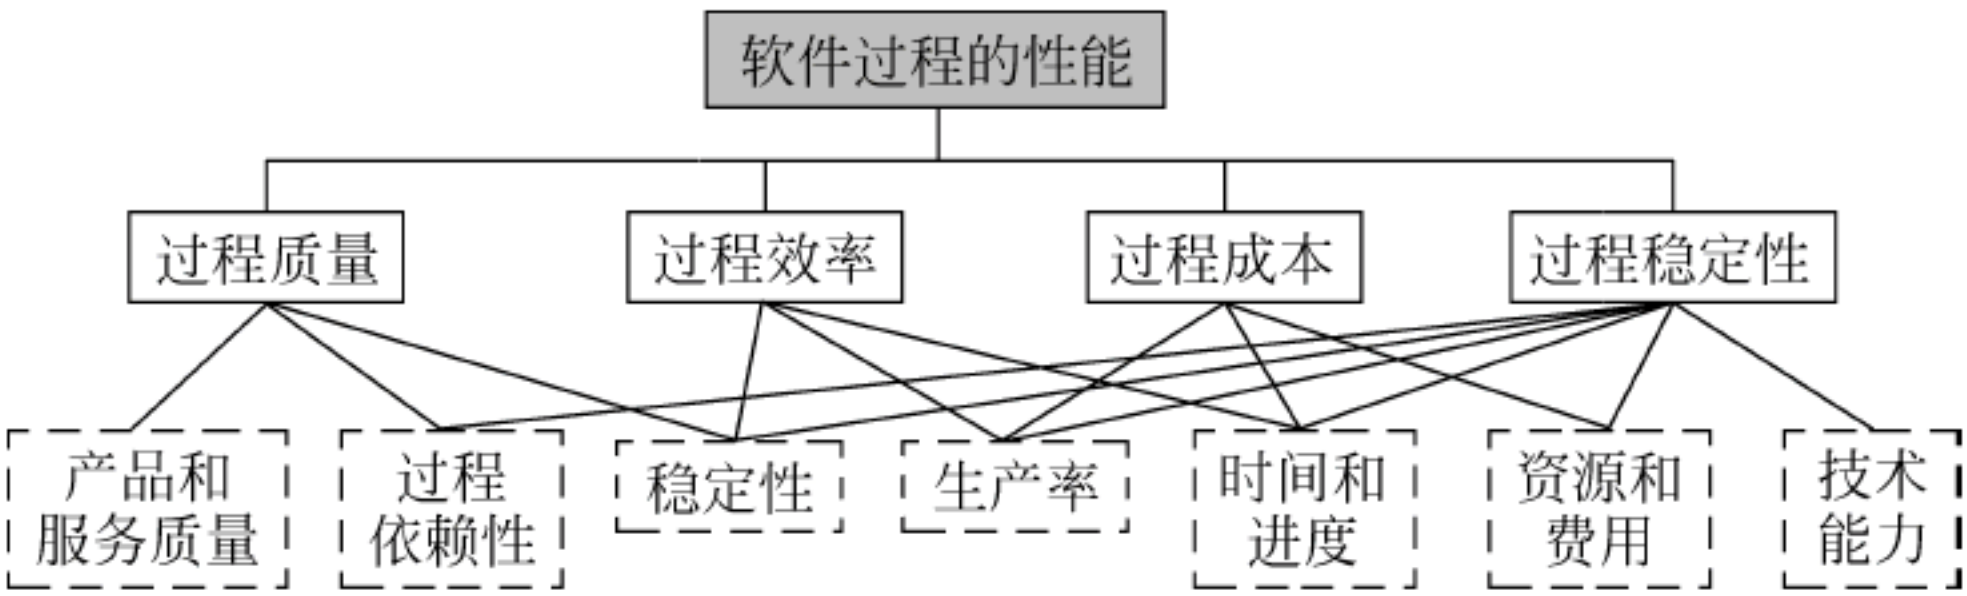 软件过程的性能
过程质量
过程效率
过程成本
过程稳定性
产品和
服务质量
过程
依赖性
稳定性
生产率
时间和
进度
资源和
费用
技术
能力